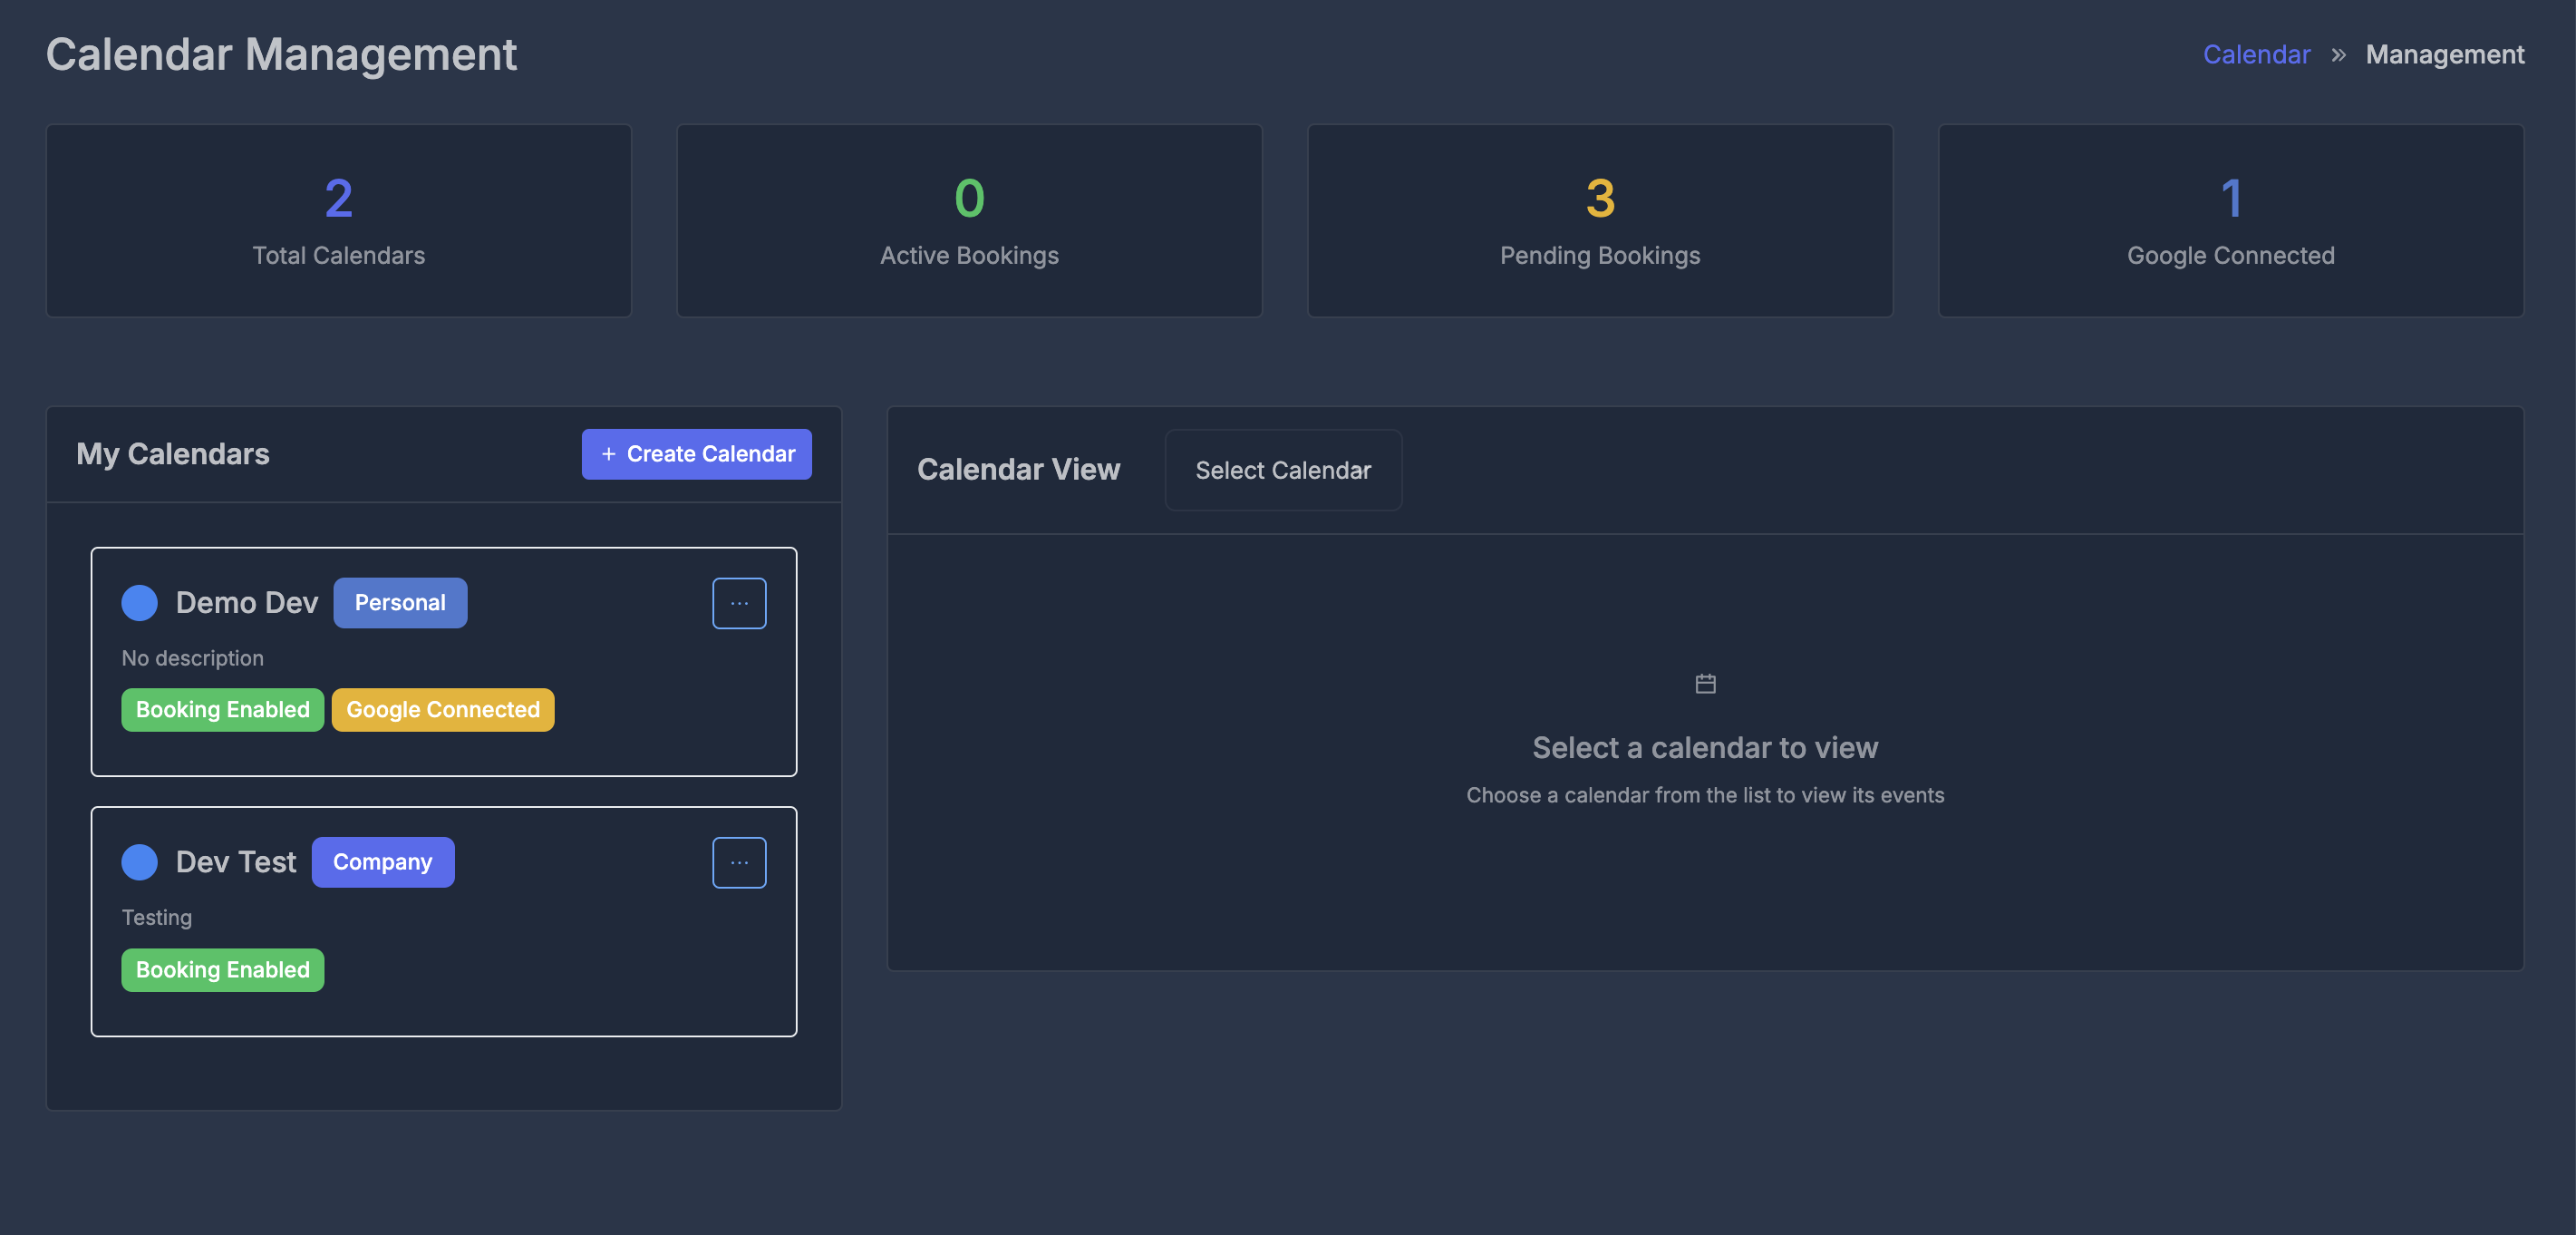 Calendar Management
Calendar » Management
2
Total Calendars
0
Active Bookings
3
Pending Bookings
1
Google Connected
My Calendars
+ Create Calendar
Demo Dev
Personal
...
No description
Booking Enabled
Google Connected
Dev Test
Company
...
Testing
Booking Enabled
Calendar View
Select Calendar
Select a calendar to view
Choose a calendar from the list to view its events